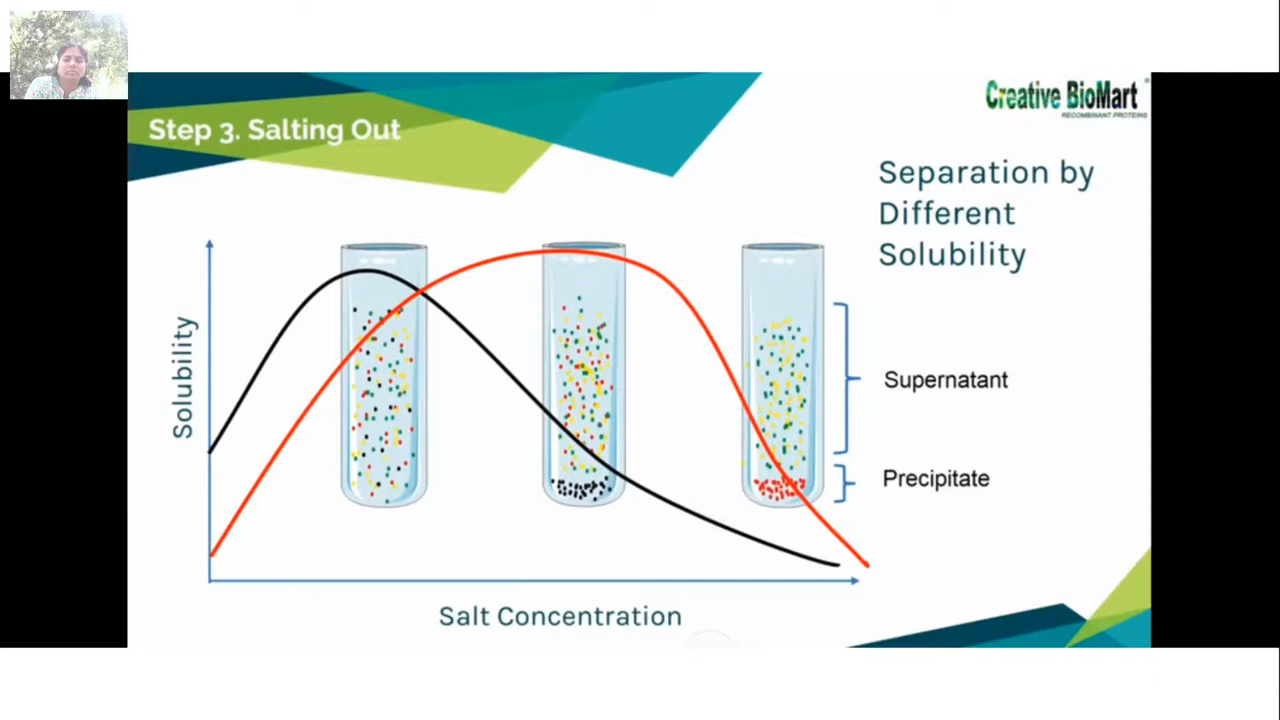 Creative BioMart
RECOMBINANT PROTEINS
Step 3. Salting Out
Separation by
Different
Solubility
Solubility
Supernatant
Precipitate
Salt Concentration